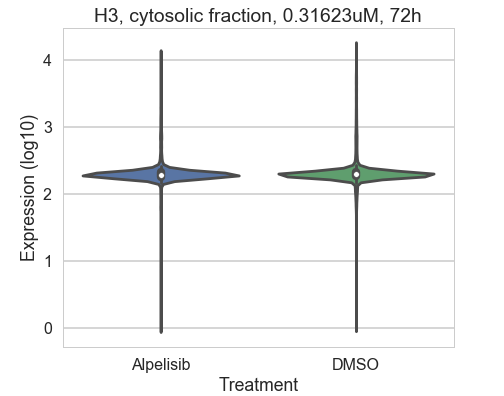 H3, cytosolic fraction, 0.31623uM, 72h
Expression (log10)
4
3
2
1
0
Alpelisib
DMSO
Treatment